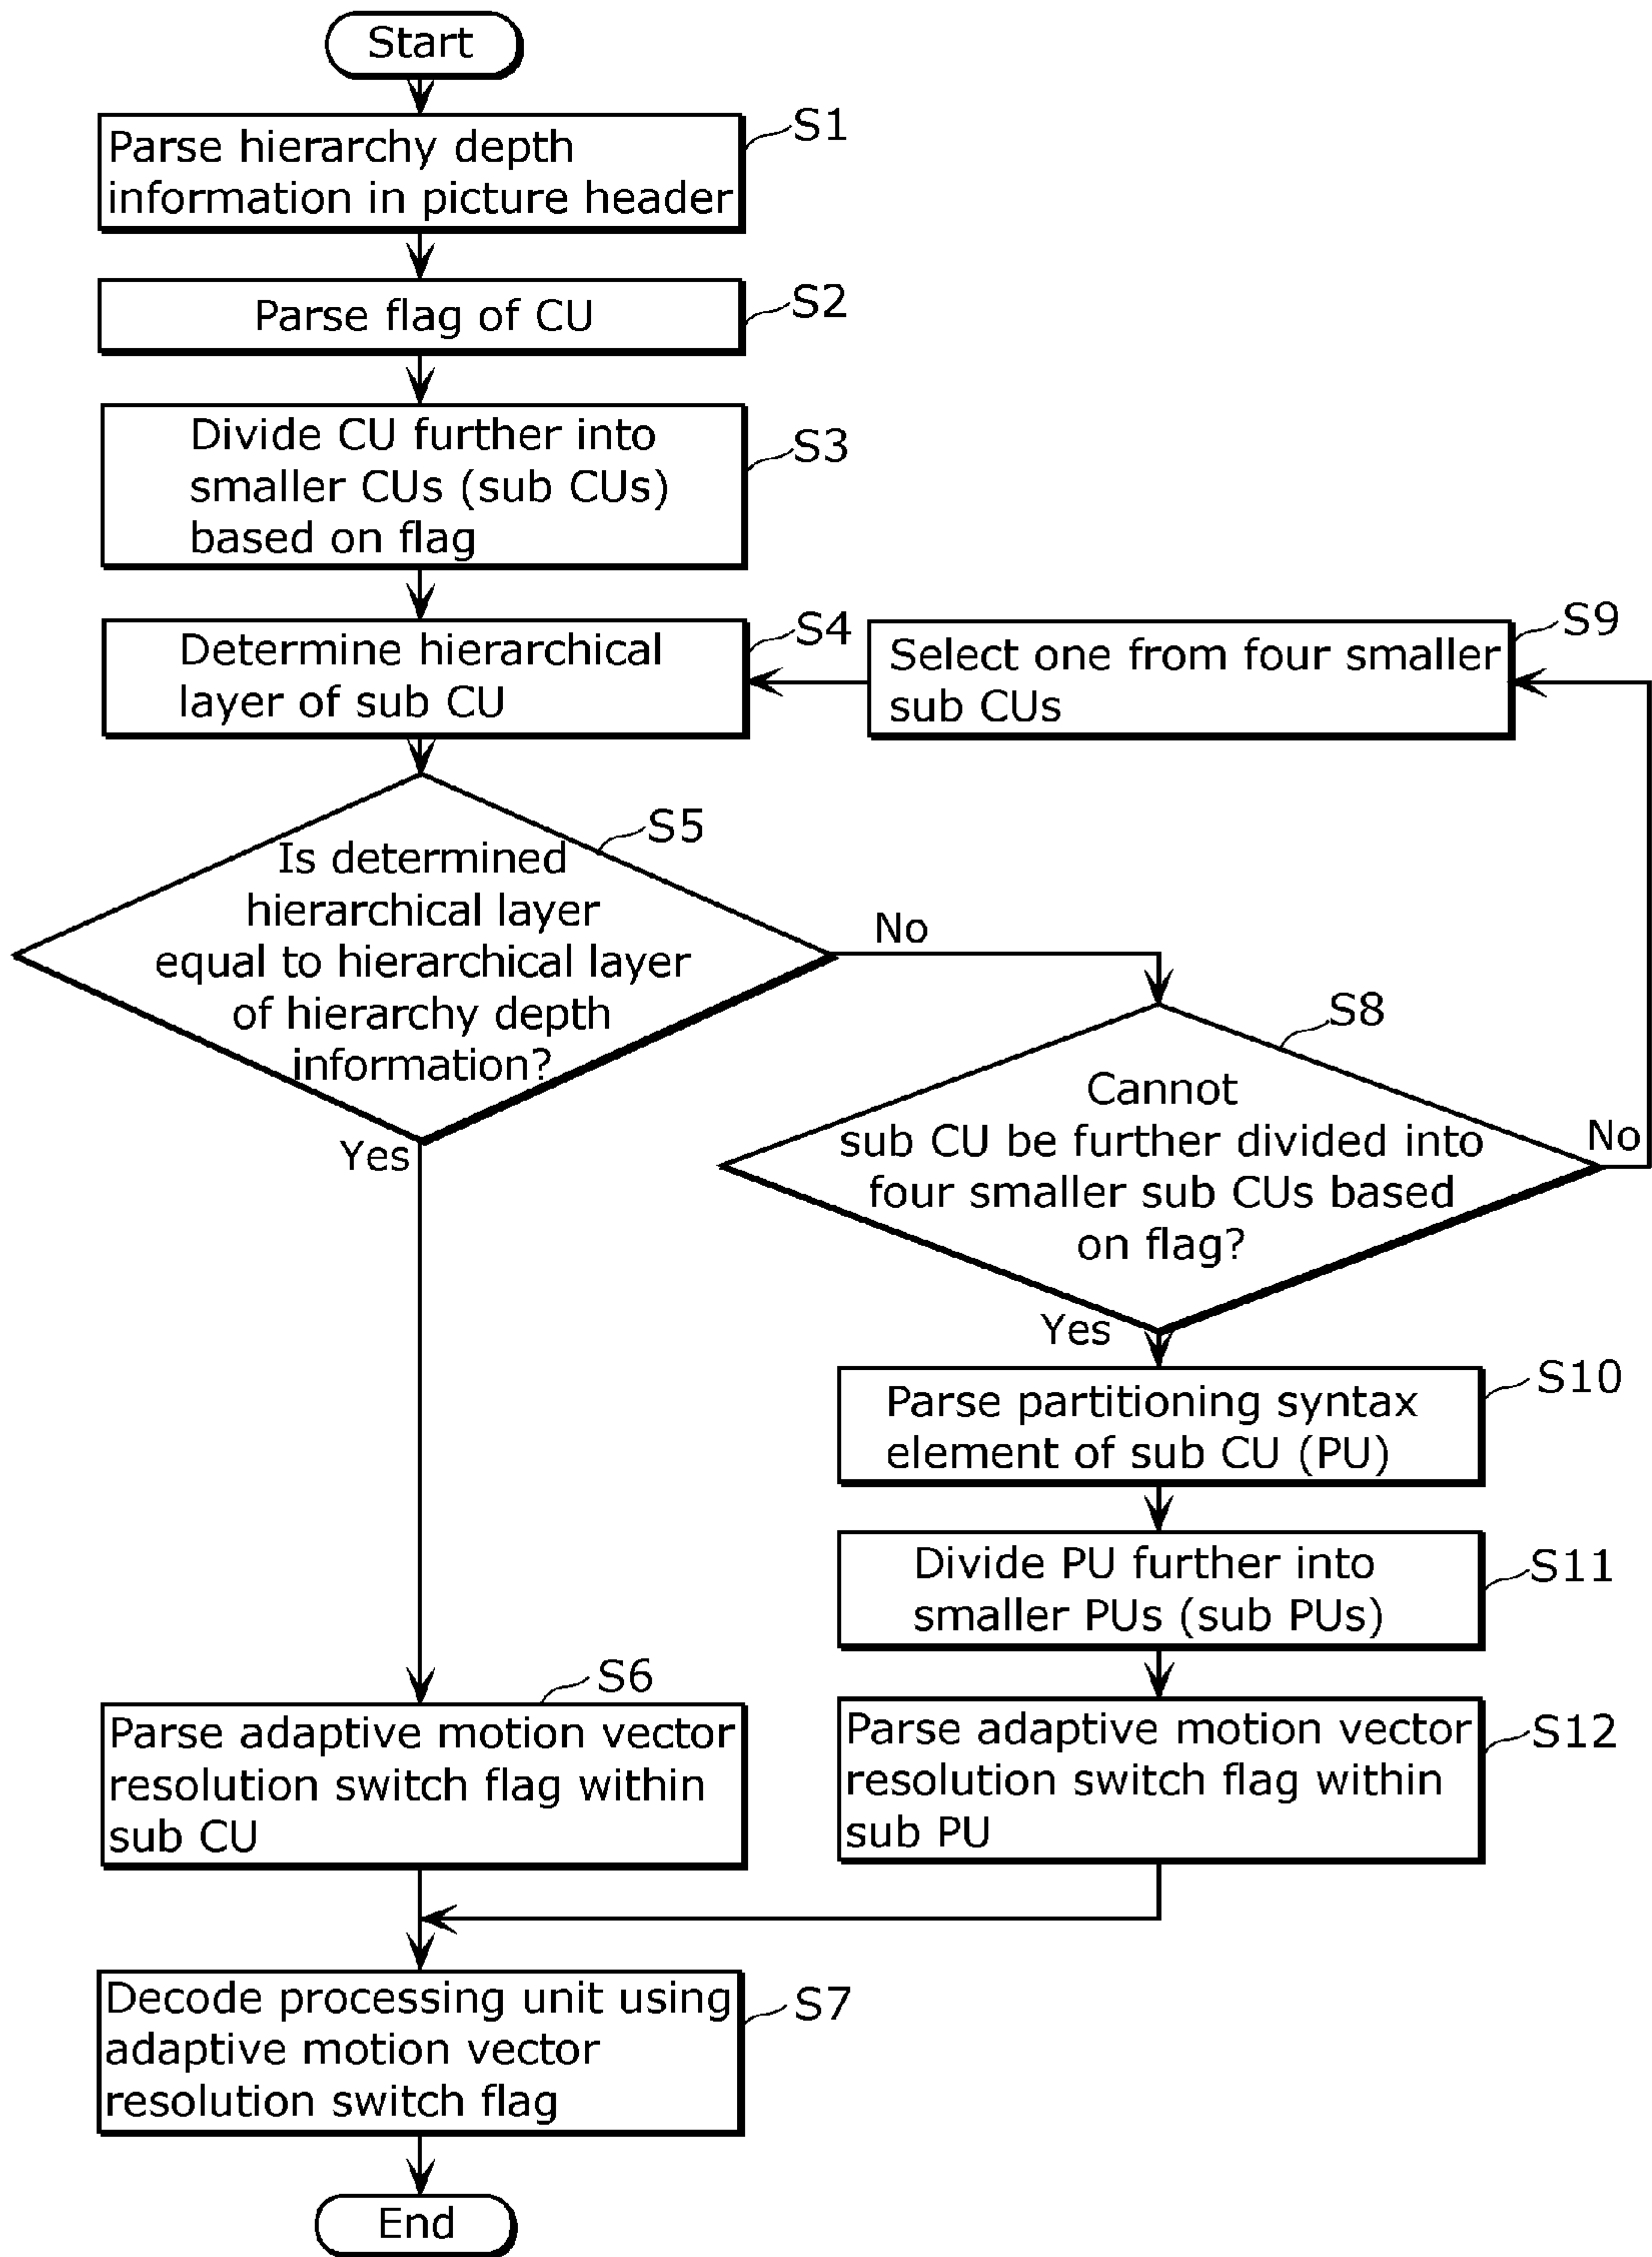 Start
Parse hierarchy depth
information in picture header
S1
Parse flag of CU
S2
Divide CU further into
smaller CUs (sub CUs)
based on flag
S3
Determine hierarchical
layer of sub CU
S4
Select one from four smaller
sub CUs
S9
Is determined
hierarchical layer
equal to hierarchical layer
of hierarchy depth
information?
S5
No
Yes
Cannot
sub CU be further divided into
four smaller sub CUs based
on flag?
S8
No
Yes
Parse partitioning syntax
element of sub CU (PU)
S10
Divide PU further into
smaller PUs (sub PUs)
S11
Parse adaptive motion vector
resolution switch flag within
sub CU
S6
Parse adaptive motion vector
resolution switch flag within
sub PU
S12
Decode processing unit using
adaptive motion vector
resolution switch flag
S7
End